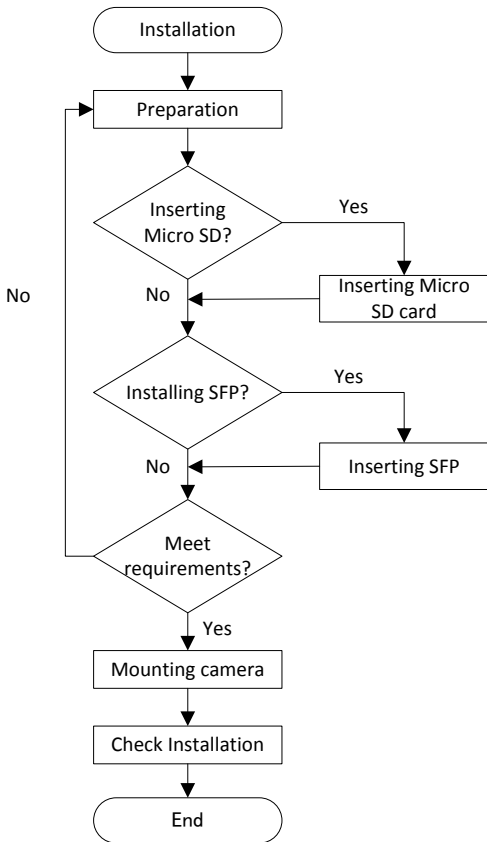 Installation
Preparation
Inserting
Micro SD?
Yes
No
No
Inserting Micro
SD card
Installing SFP?
Yes
No
Inserting SFP
Meet
requirements?
Yes
Mounting camera
Check Installation
End